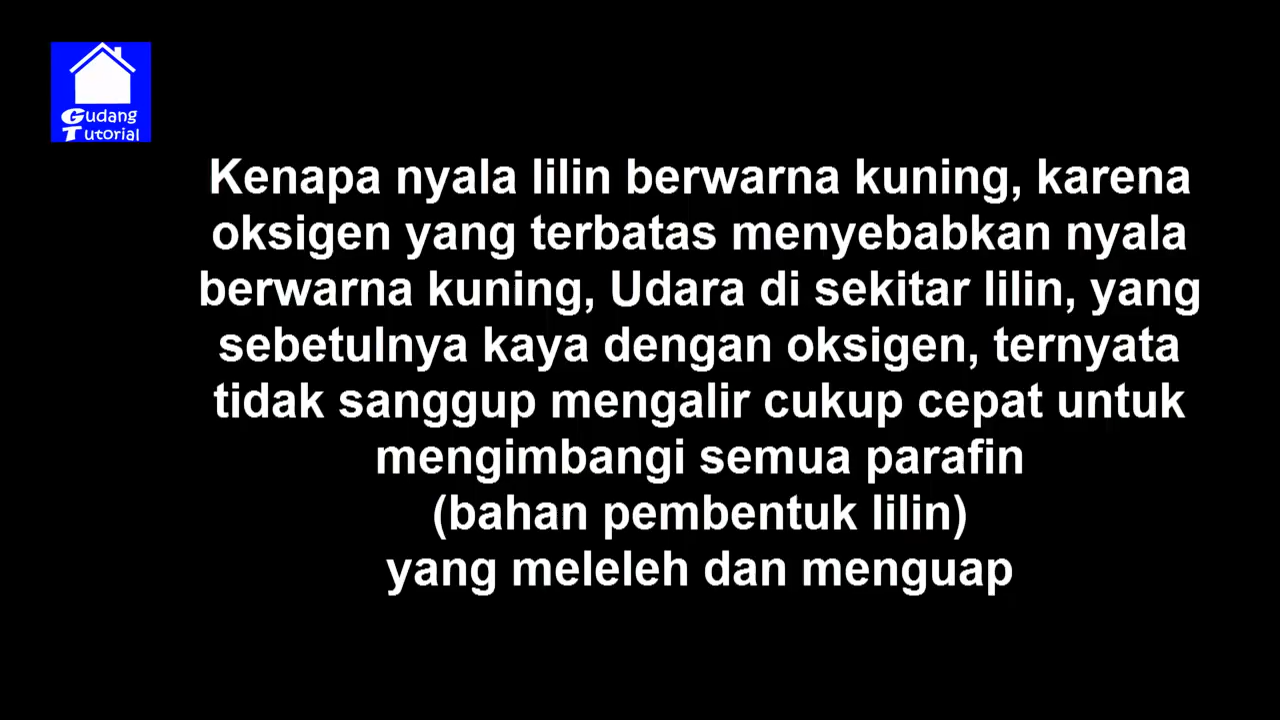 Gudang
Tutorial
Kenapa nyala lilin berwarna kuning, karena
oksigen yang terbatas menyebabkan nyala
berwarna kuning, Udara di sekitar lilin, yang
sebetulnya kaya dengan oksigen, ternyata
tidak sanggup mengalir cukup cepat untuk
mengimbangi semua parafin
(bahan pembentuk lilin)
yang meleleh dan menguap